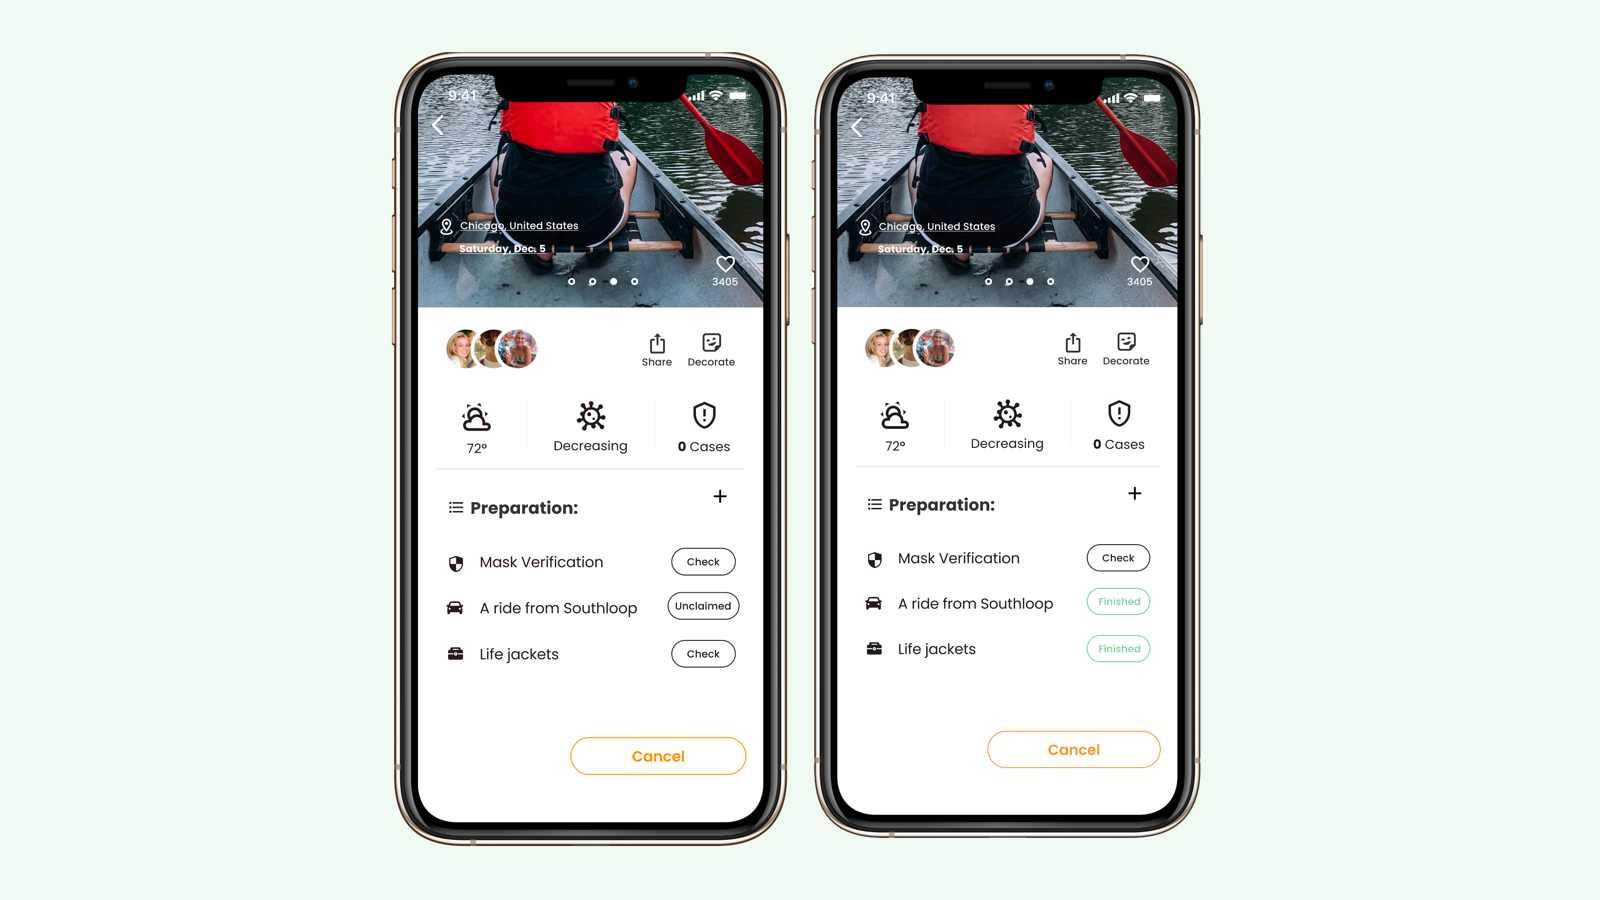 9:41
Chicago, United States
Saturday, Dec. 5
3405
Share
Decorate
72°
Decreasing
0 Cases
Preparation:
Mask Verification
Check
A ride from Southloop
Unclaimed
Life jackets
Check
Cancel
9:41
Chicago, United States
Saturday, Dec. 5
3405
Share
Decorate
72°
Decreasing
0 Cases
Preparation:
Mask Verification
Check
A ride from Southloop
Finished
Life jackets
Finished
Cancel